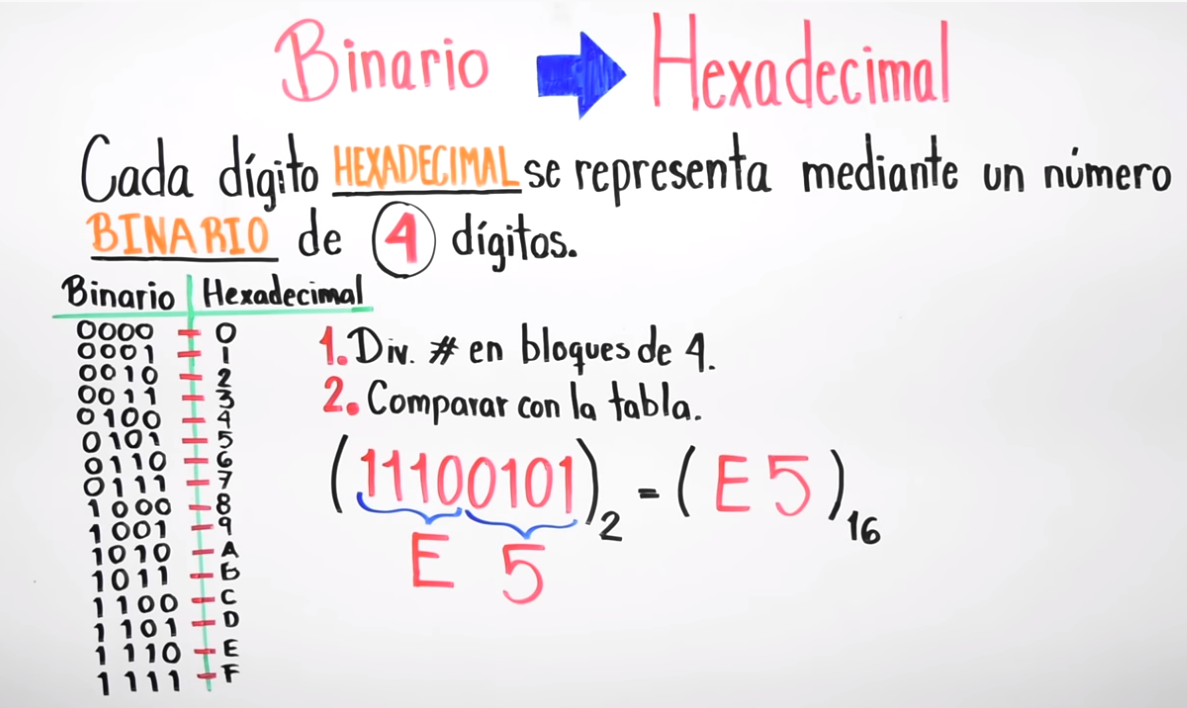 Binario Hexadecimal
Cada dígito HEXADECIMAL se representa mediante un número
BINARIO de 4 dígitos.
Binario Hexadecimal
0000 - 0
0001 - 1
0010 - 2
0011 - 3
0100 - 4
0101 - 5
0110 - 6
0111 - 7
1000 - 8
1001 - 9
1010 - A
1011 - B
1100 - C
1101 - D
1110 - E
1111 - F
1. Div. # en bloques de 4.
2. Comparar con la tabla.
(11100101)2 - (E5)16
E 5